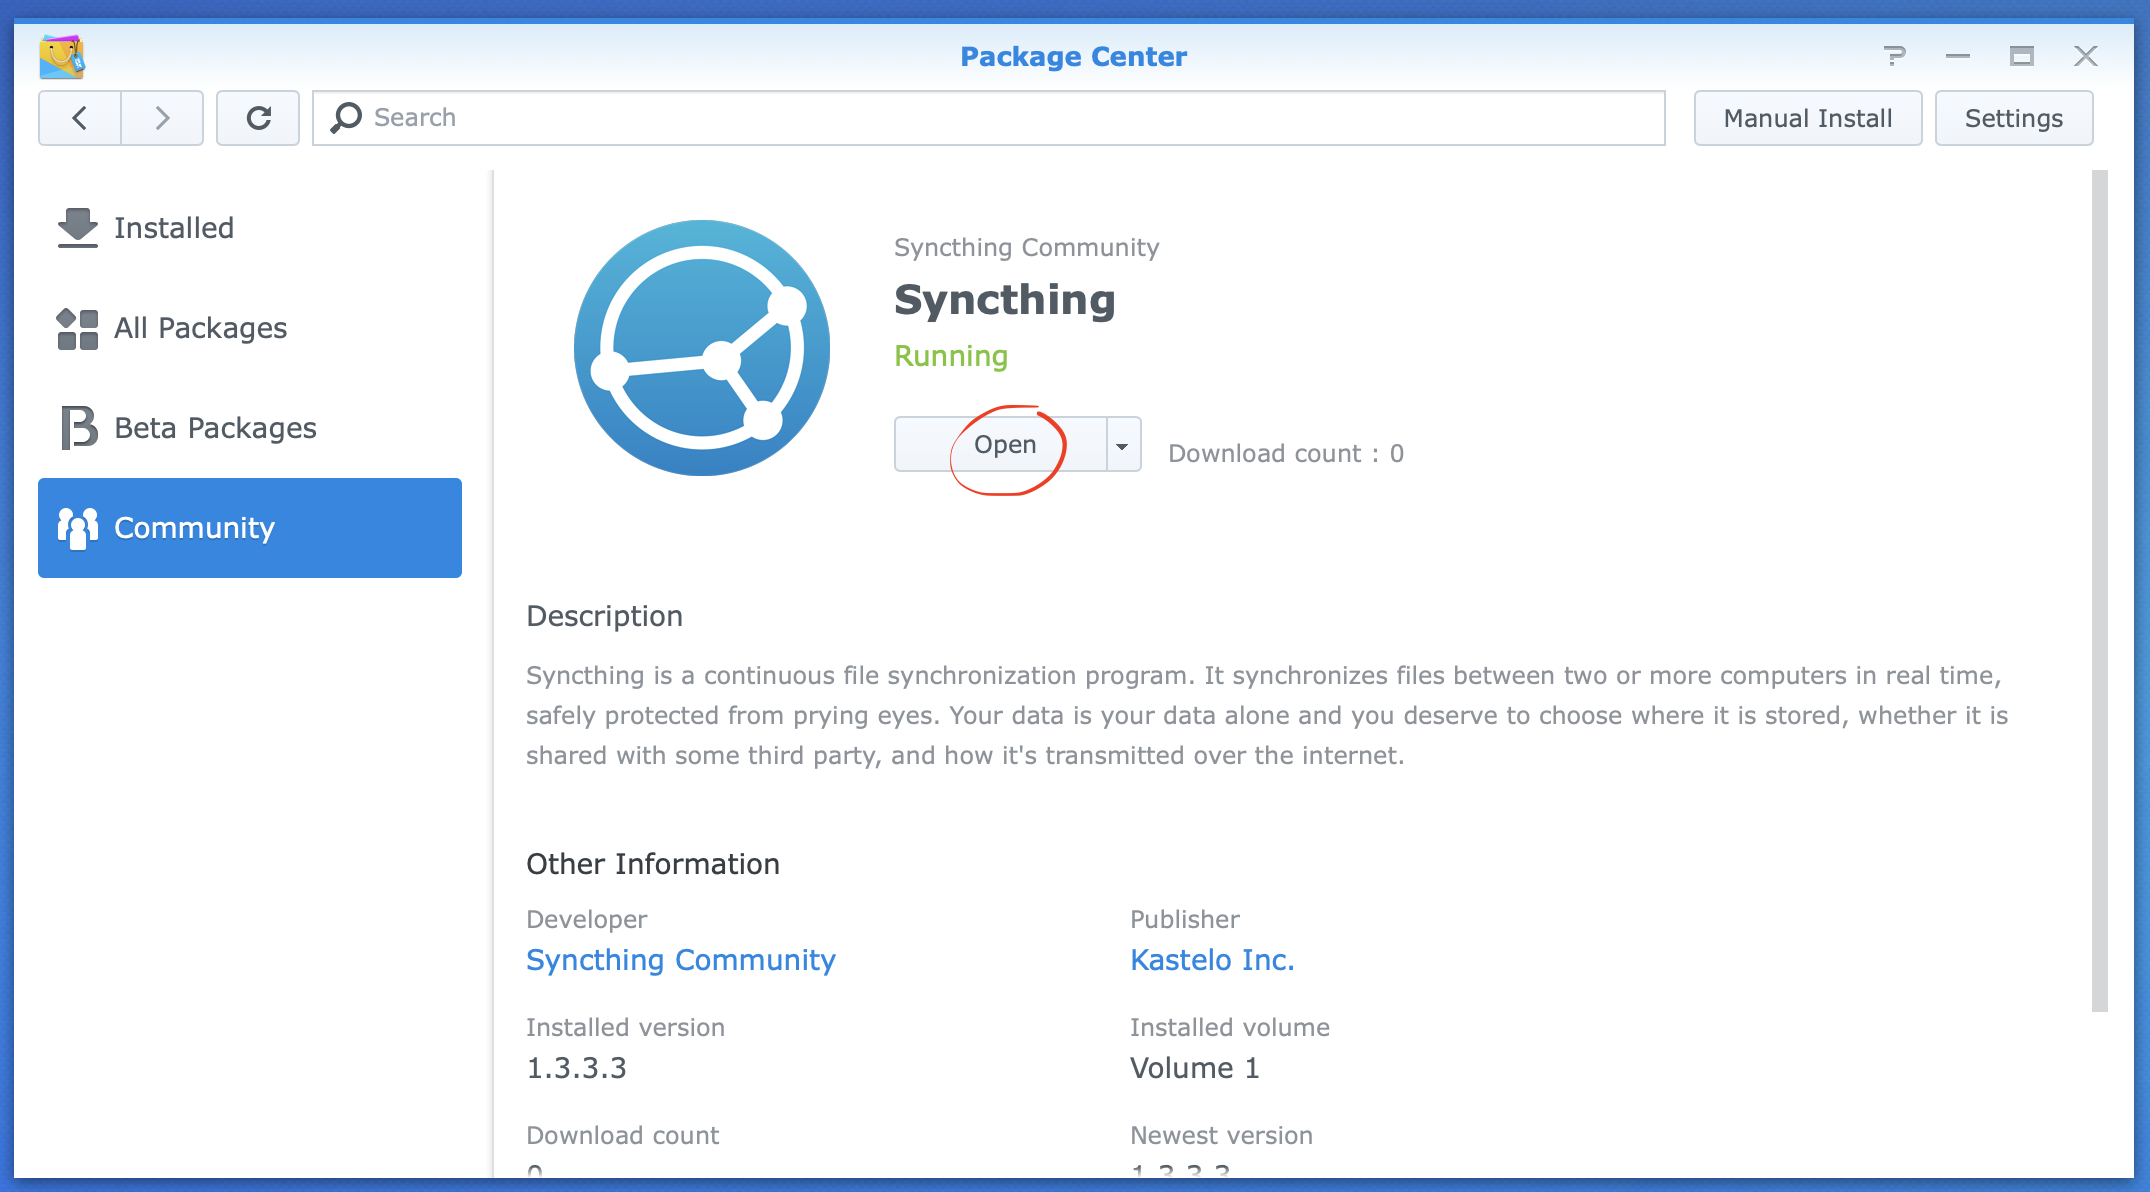 Package Center
Search
Manual Install
Settings
Installed
All Packages
Beta Packages
Community
Syncthing Community
Syncthing
Running
Open
Download count : 0
Description
Syncthing is a continuous file synchronization program. It synchronizes files between two or more computers in real time,
safely protected from prying eyes. Your data is your data alone and you deserve to choose where it is stored, whether it is
shared with some third party, and how it's transmitted over the internet.
Other Information
Developer
Publisher
Syncthing Community
Kastelo Inc.
Installed version
Installed volume
1.3.3.3
Volume 1
Download count
Newest version
0
1.3.3.3